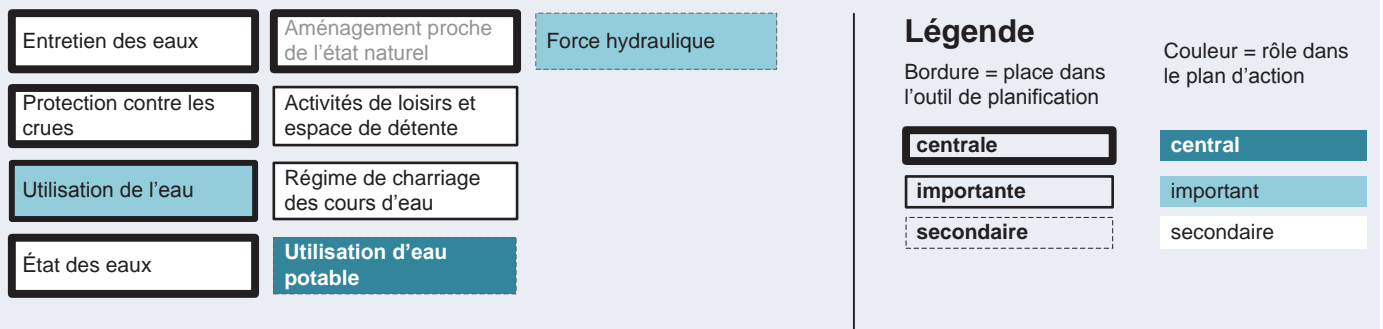 Entretien des eaux
Aménagement proche
de l'état naturel
Force hydraulique
Protection contre les
crues
Activités de loisirs et
espace de détente
Utilisation de l'eau
Régime de charriage
des cours d'eau
État des eaux
Utilisation d'eau
potable
Légende
Bordure = place dans
l'outil de planification
Couleur = rôle dans
le plan d'action
centrale
central
importante
important
secondaire
secondaire